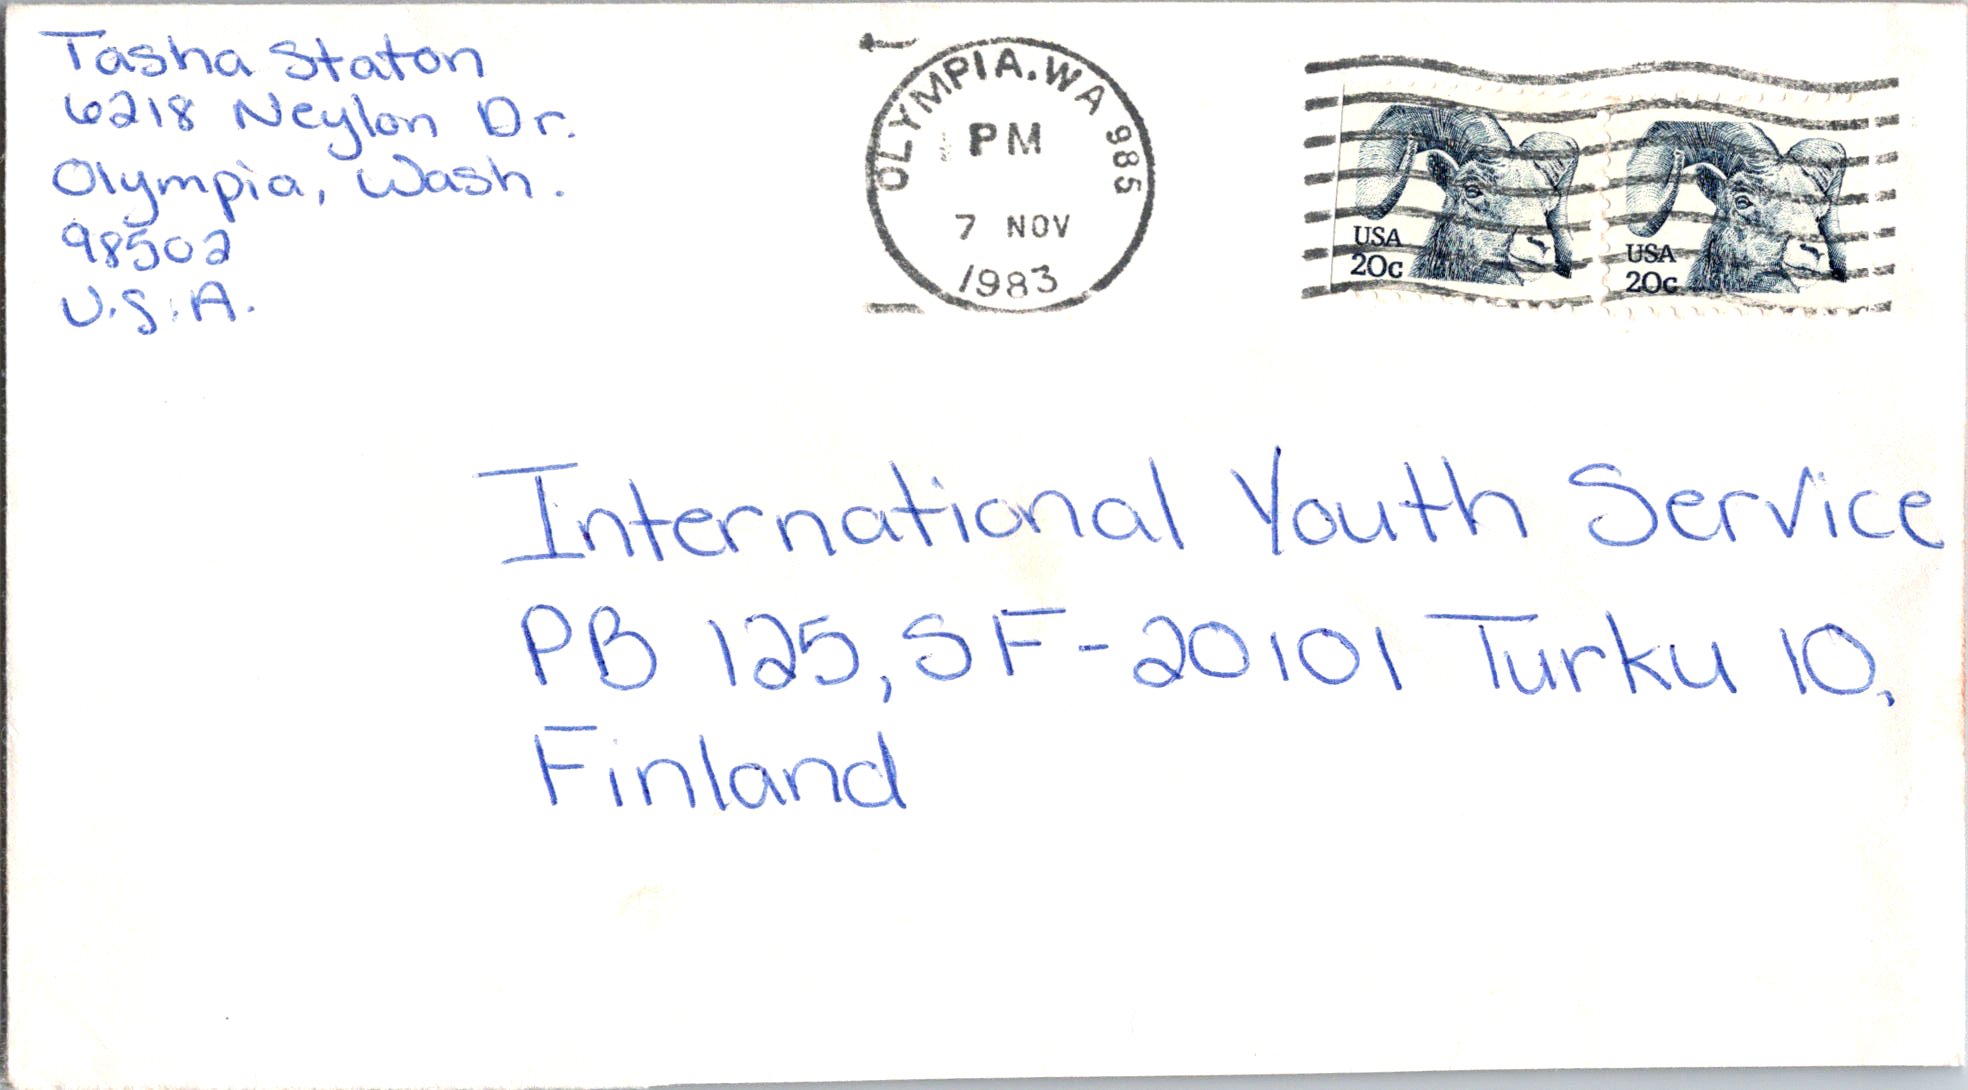 Tasha Staton
6218 Neylon Dr.
Olympia, Wash.
98502
U.S.A.
OLYMPIA, WA 985
PM
7 NOV
1983
USA
20c
USA
20c
International Youth Service
PB 125, SF-20101 Turku 10,
Finland